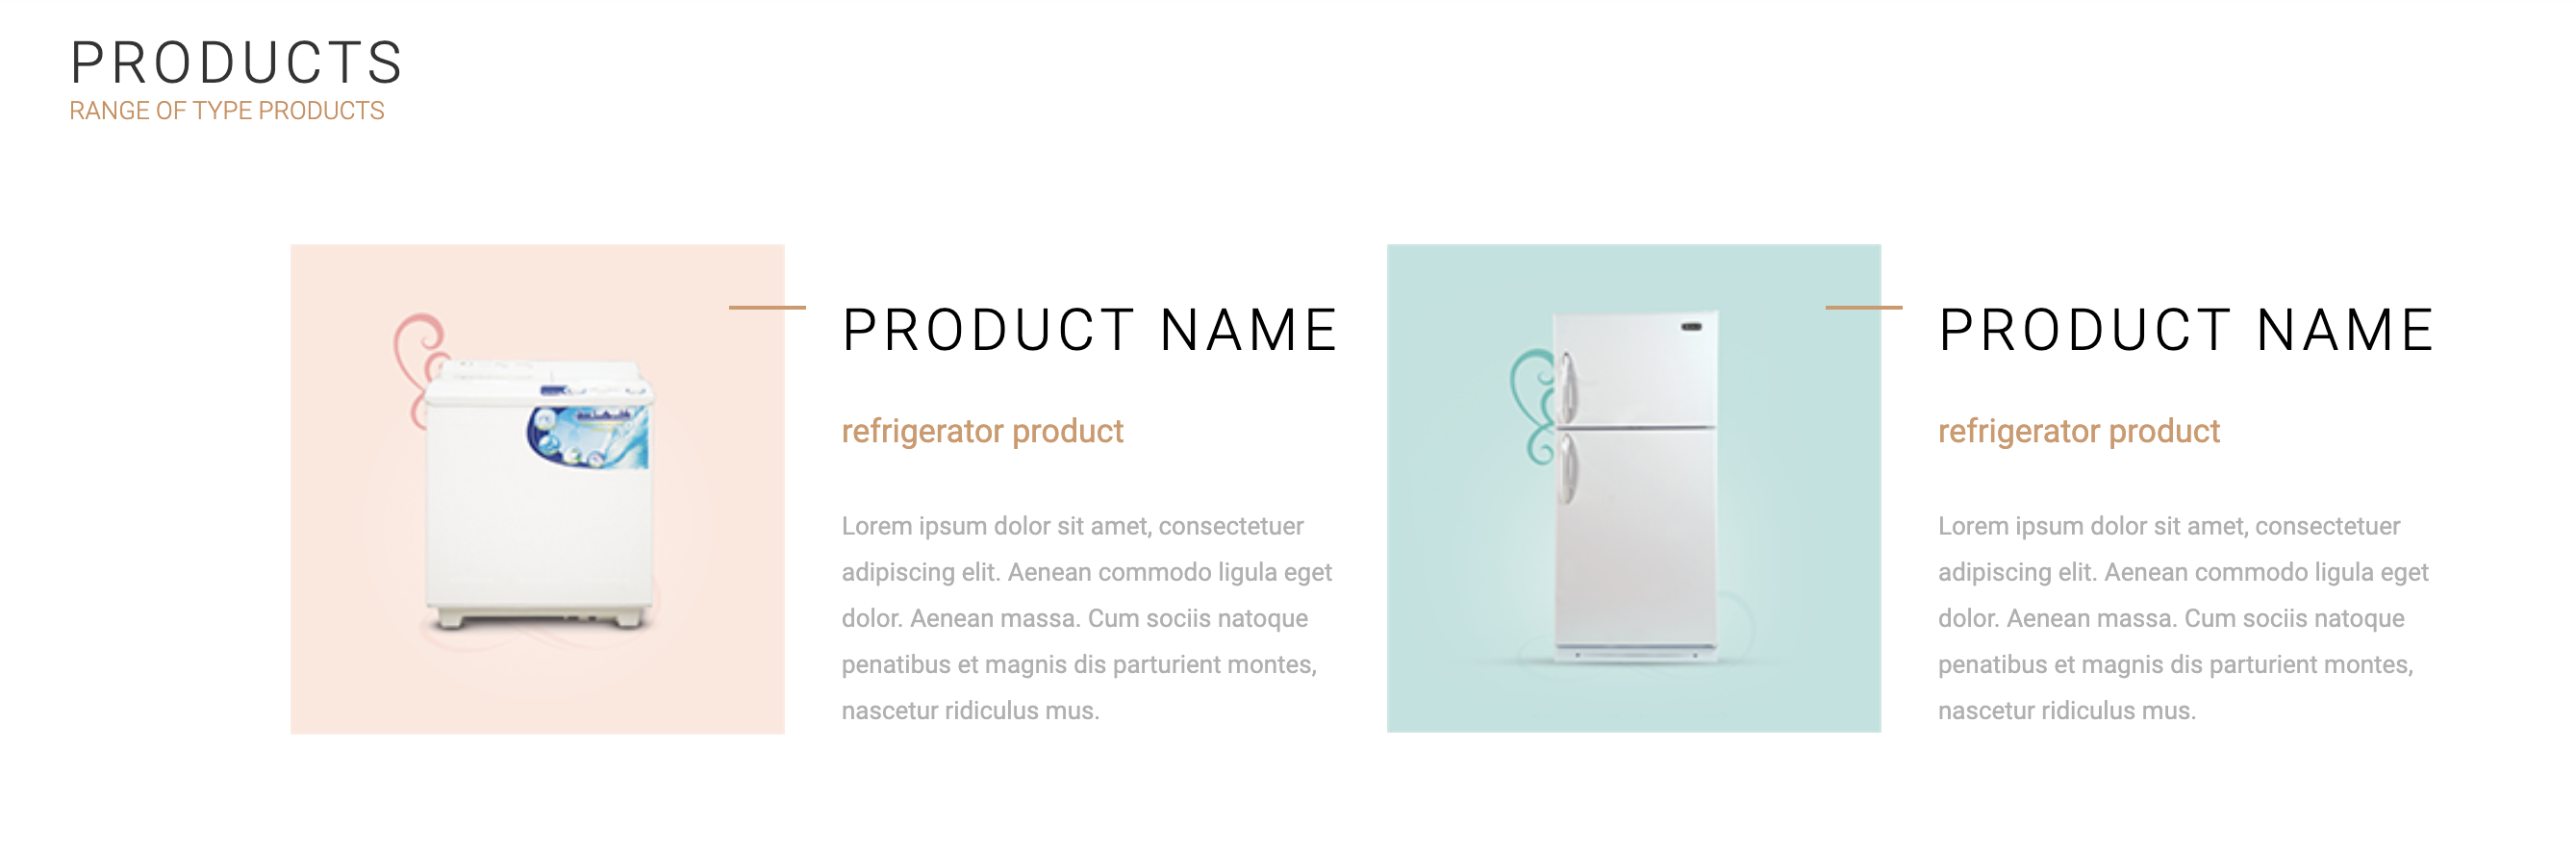 PRODUCTS
RANGE OF TYPE PRODUCTS
PRODUCT NAME
refrigerator product
Lorem ipsum dolor sit amet, consectetuer
adipiscing elit. Aenean commodo ligula eget
dolor. Aenean massa. Cum sociis natoque
penatibus et magnis dis parturient montes,
nascetur ridiculus mus.
PRODUCT NAME
refrigerator product
Lorem ipsum dolor sit amet, consectetuer
adipiscing elit. Aenean commodo ligula eget
dolor. Aenean massa. Cum sociis natoque
penatibus et magnis dis parturient montes,
nascetur ridiculus mus.